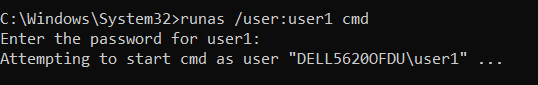 C:\Windows\System32>runas /user:user1 cmd
Enter the password for user1:
Attempting to start cmd as user "DELL5620OFDU\user1" ...